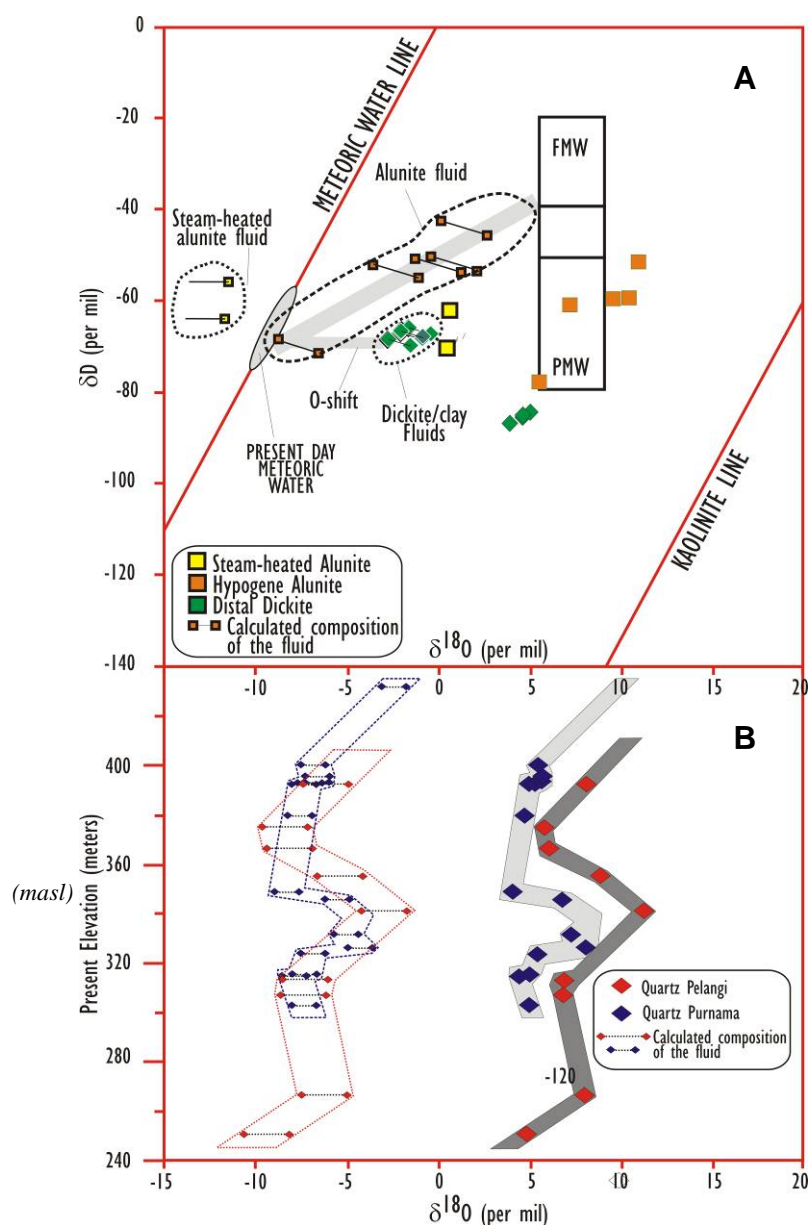 A
0
-20
-40
-60
-80
-100
-120
-140
δD (per mil)
METEORIC WATER LINE
FMW
PMW
Alunite fluid
Steam-heated
alunite fluid
O-shift
Dickite/clay
Fluids
PRESENT DAY
METEORIC
WATER
KAOLINITE LINE
Steam-heated Alunite
Hypogene Alunite
Distal Dickite
Calculated composition
of the fluid
δ18O (per mil)
-10 -5 0 5 10 15 20
B
400
360
320
280
240
(masl)
Present Elevation (meters)
Quartz Pelangi
Quartz Purnama
Calculated composition
of the fluid
-120
-15 -10 -5 0 5 10 15 20
δ18O (per mil)